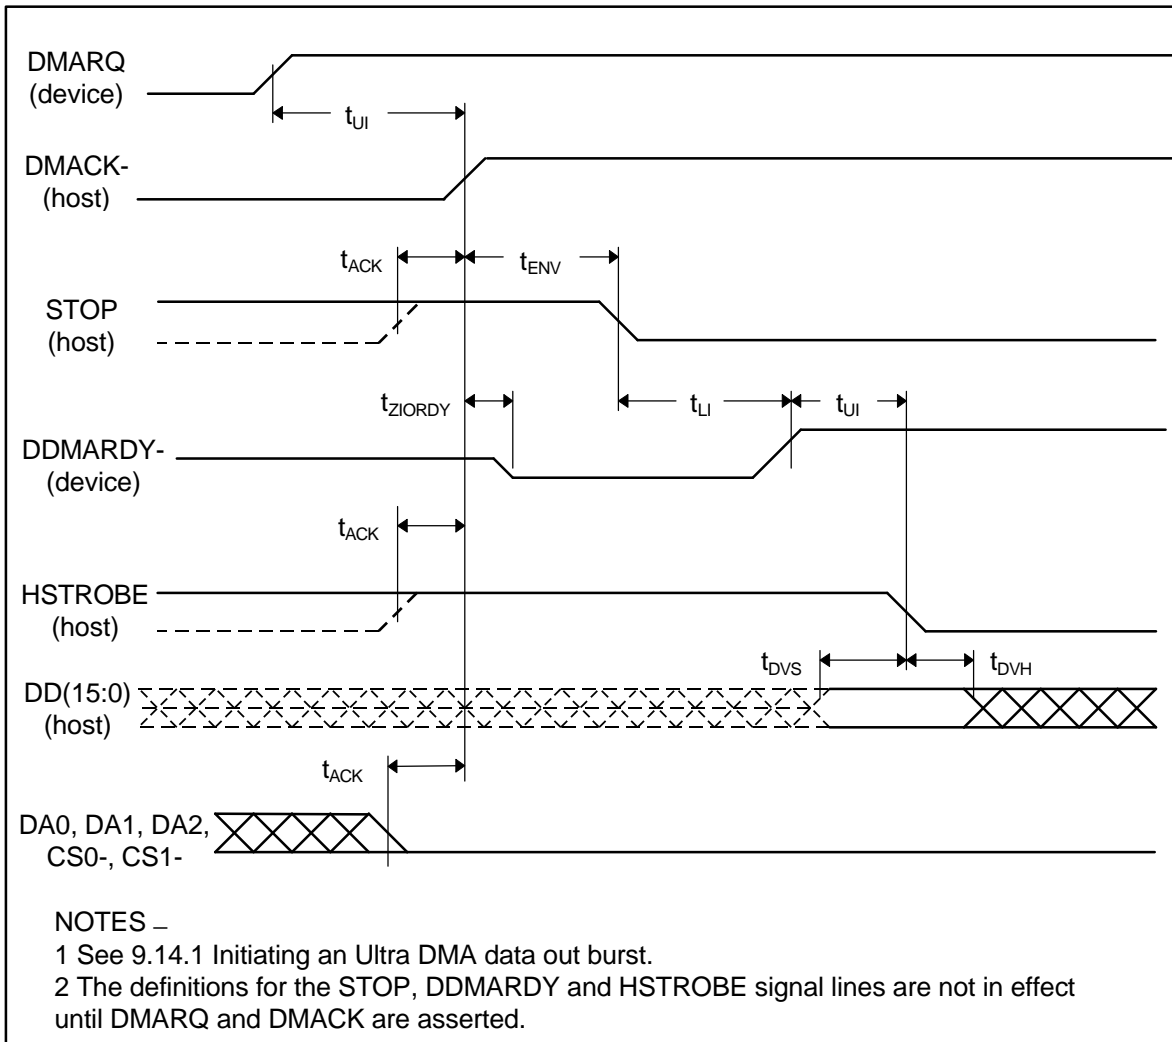 DMARQ
(device)
tUI
DMACK-
(host)
tACK
tENV
STOP
(host)
tZIORDY
tLI
tUI
DDMARDY-
(device)
tACK
HSTROBE
(host)
tDVS
tDVH
DD(15:0)
(host)
tACK
DA0, DA1, DA2,
CS0-, CS1-
NOTES –
1 See 9.14.1 Initiating an Ultra DMA data out burst.
2 The definitions for the STOP, DDMARDY and HSTROBE signal lines are not in effect
until DMARQ and DMACK are asserted.